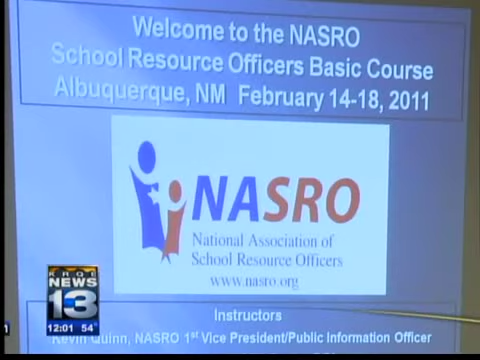 Welcome to the NASRO
School Resource Officers Basic Course
Albuquerque, NM February 14-18, 2011
NASRO
National Association of
School Resource Officers
www.nasro.org
Instructors
Kevin Quinn, NASRO 1st Vice President/Public Information Officer
KRQE
NEWS
13
12:01 54°